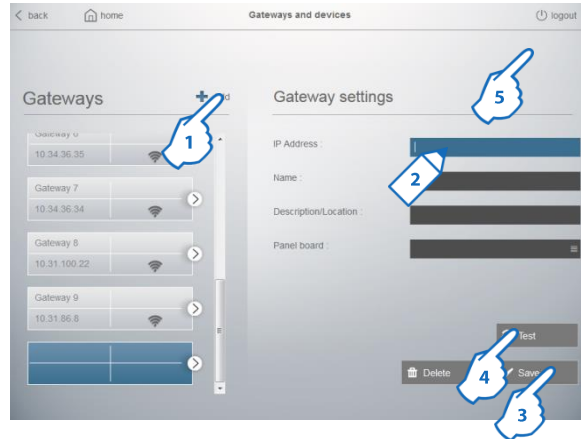 back
home
Gateways and devices
logout
Gateways
Gateway settings
5
1
Gateway 6
10.34.36.35
IP Address :
2
Gateway 7
10.34.36.34
Name :
Description/Location :
Gateway 8
10.31.100.22
Panel board :
Gateway 9
10.31.86.8
Test
Delete
4
Save
3